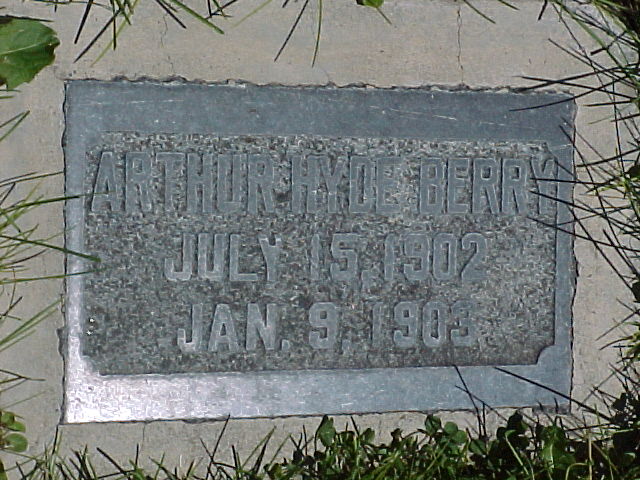 ARTHUR HYDE BERRY
JULY 15, 1902
JAN. 9, 1903